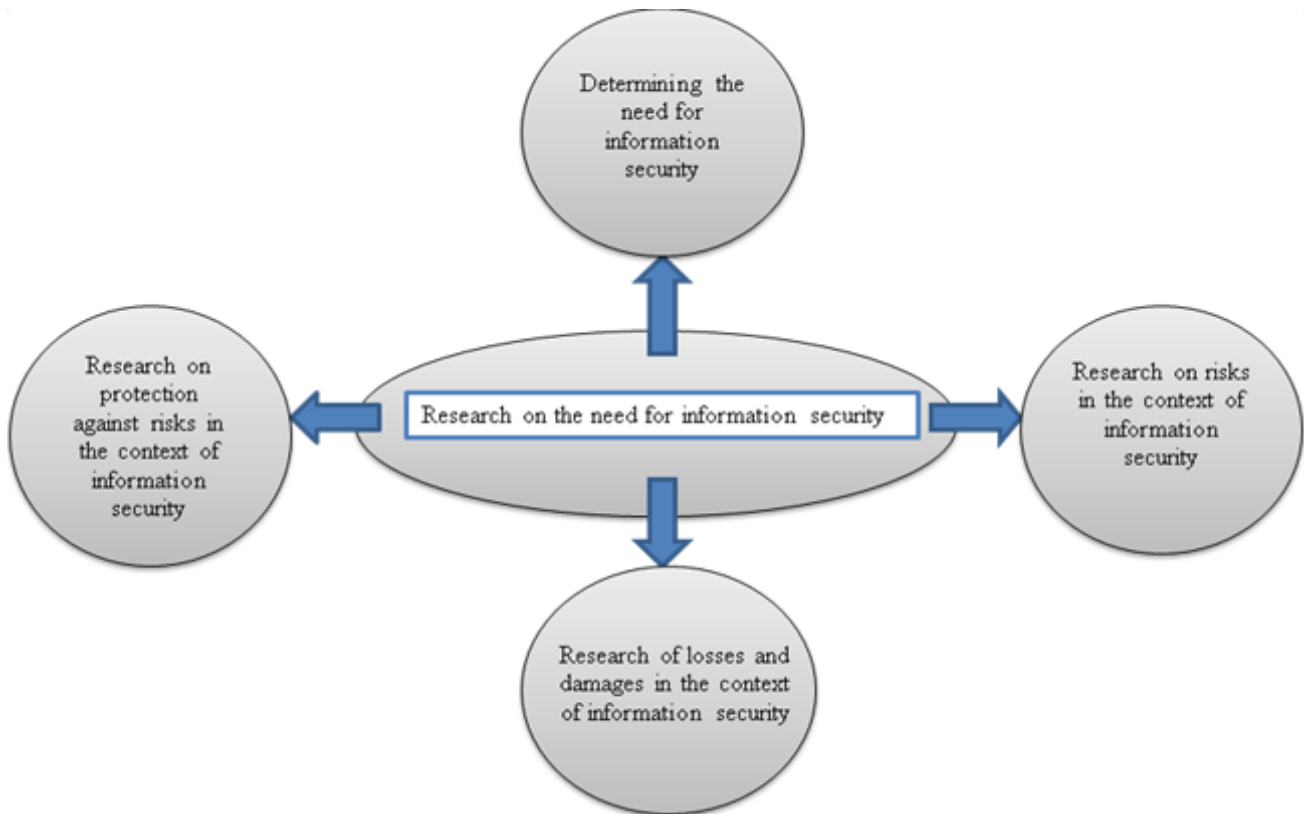 Determining the
need for
information
security
Research on
protection
against risks in
the context of
information
security
Research on the need for information security
Research on risks
in the context of
information
security
Research of losses and
damages in the context
of information security